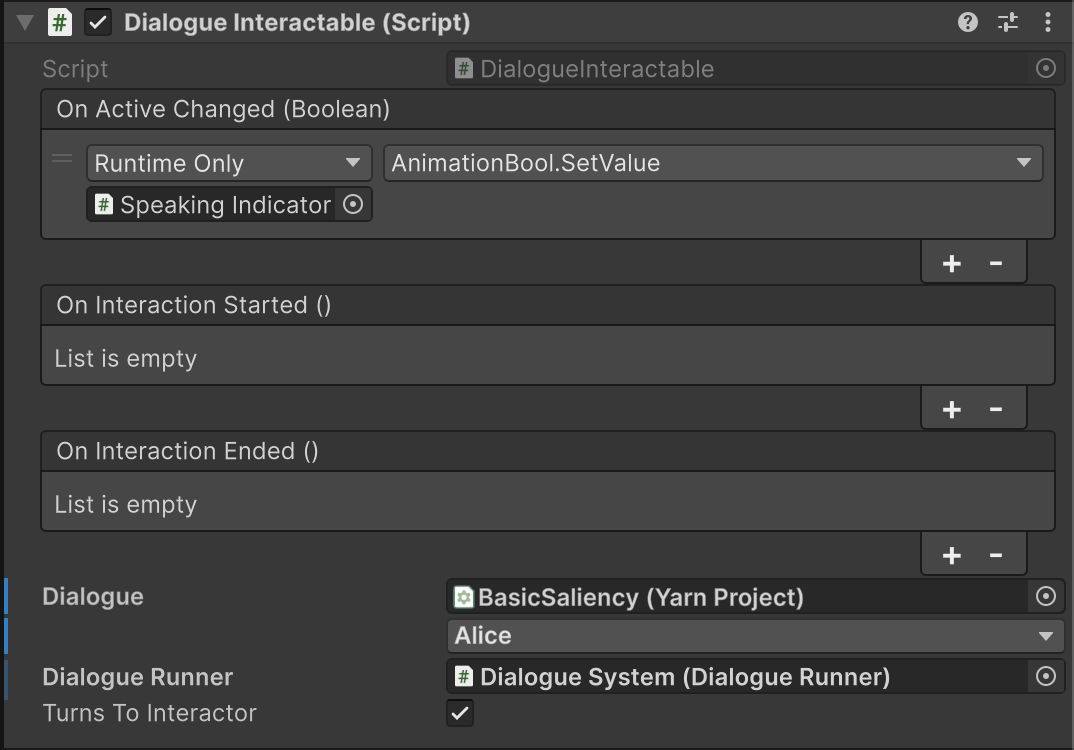 Dialogue Interactable (Script)
Script
DialogueInteractable
On Active Changed (Boolean)
Runtime Only
AnimationBool.SetValue
Speaking Indicator
+ -
On Interaction Started ()
List is empty
+ -
On Interaction Ended ()
List is empty
+ -
Dialogue
BasicSaliency (Yarn Project)
Alice
Dialogue Runner
Dialogue System (Dialogue Runner)
Turns To Interactor